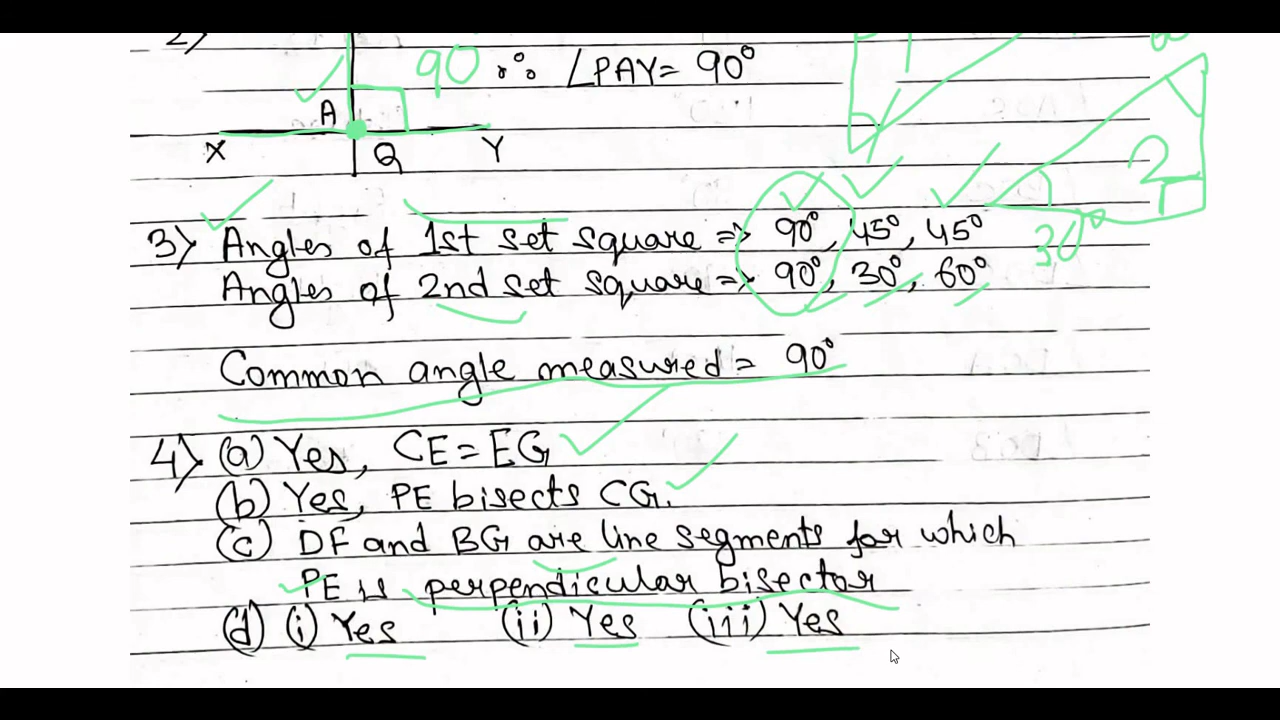 2)
90 ∴ ∠PAY = 90°
A
X Q Y
2
3) Angles of 1st set square => 90°, 45°, 45°
30°
Angles of 2nd set square => 90°, 30°, 60°
Common angle measured = 90°
4) (a) Yes, CE = EG
(b) Yes, PE bisects CG.
(c) DF and BG are line segments for which
PE is perpendicular bisector
(d) (i) Yes (ii) Yes (iii) Yes